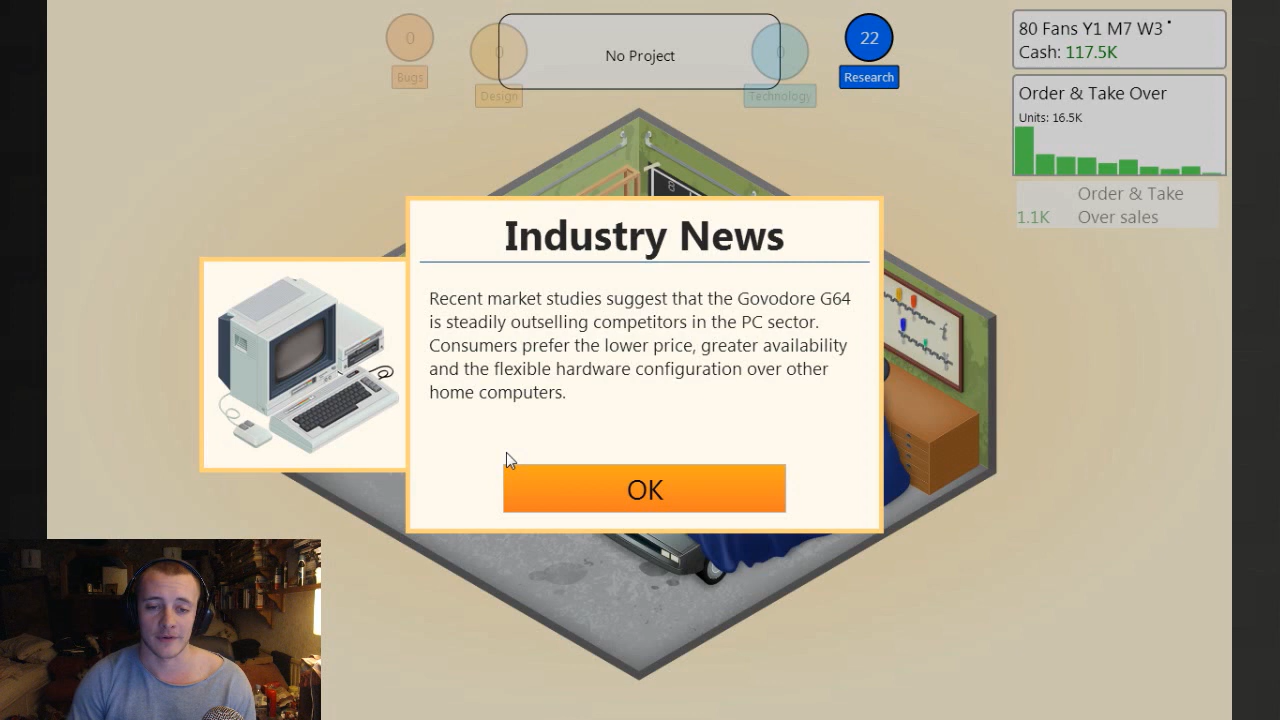 0
Bugs
0
Design
No Project
0
Technology
22
Research
80 Fans Y1 M7 W3
Cash: 117.5K
Order & Take Over
Units: 16.5K
1.1K Order & Take
Over sales
Industry News
Recent market studies suggest that the Govodore G64
is steadily outselling competitors in the PC sector.
Consumers prefer the lower price, greater availability
and the flexible hardware configuration over other
home computers.
OK